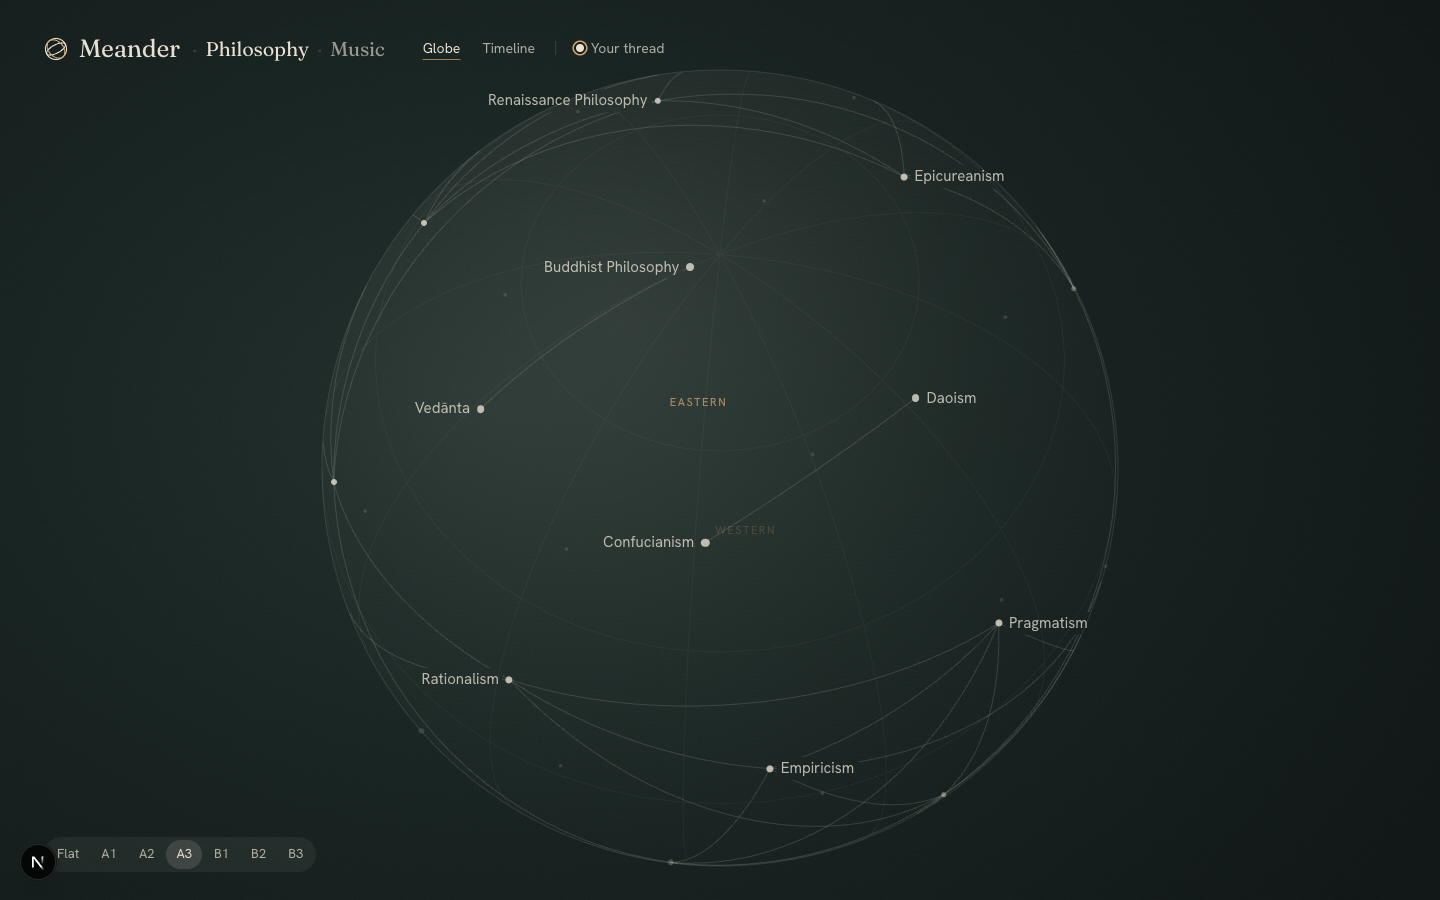 Meander · Philosophy · Music
Globe
Timeline
Your thread
Renaissance Philosophy
Epicureanism
Buddhist Philosophy
Vedānta
EASTERN
Daoism
WESTERN
Confucianism
Pragmatism
Rationalism
Empiricism
N
Flat A1 A2 A3 B1 B2 B3